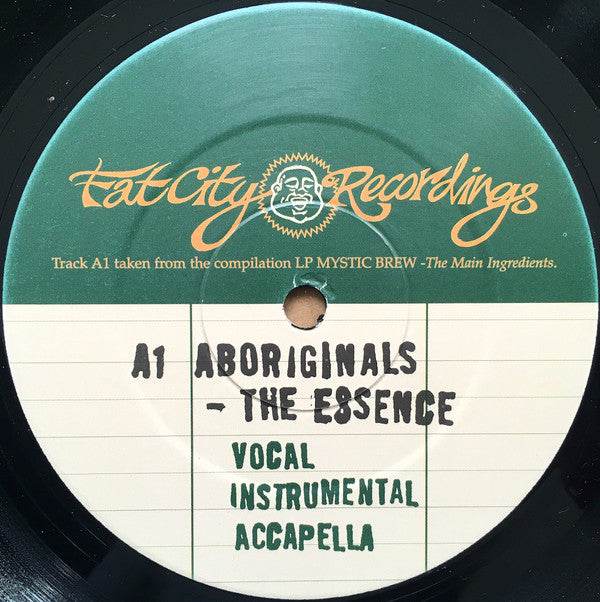 Fat City Recordings
Track A1 taken from the compilation LP MYSTIC BREW -The Main Ingredients.
A1 ABORIGINALS
- THE ESSENCE
VOCAL
INSTRUMENTAL
ACCAPELLA